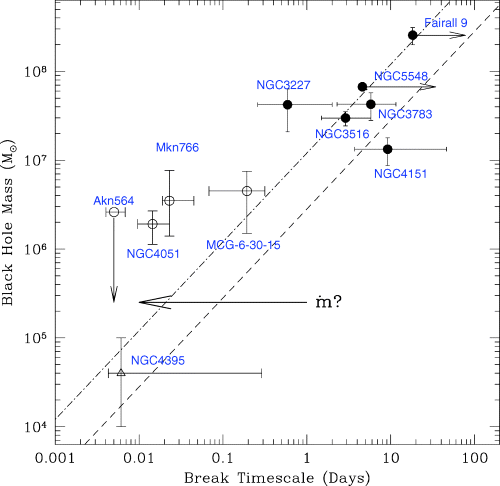 Fairall 9
10⁸
NGC5548
NGC3227
NGC3783
NGC3516
Mkn766
NGC4151
10⁷
Akn564
NGC4051
MCG-6-30-15
10⁶
ṁ?
10⁵
NGC4395
10⁴
0.001 0.01 0.1 1 10 100
Break Timescale (Days)
Black Hole Mass (M☉)